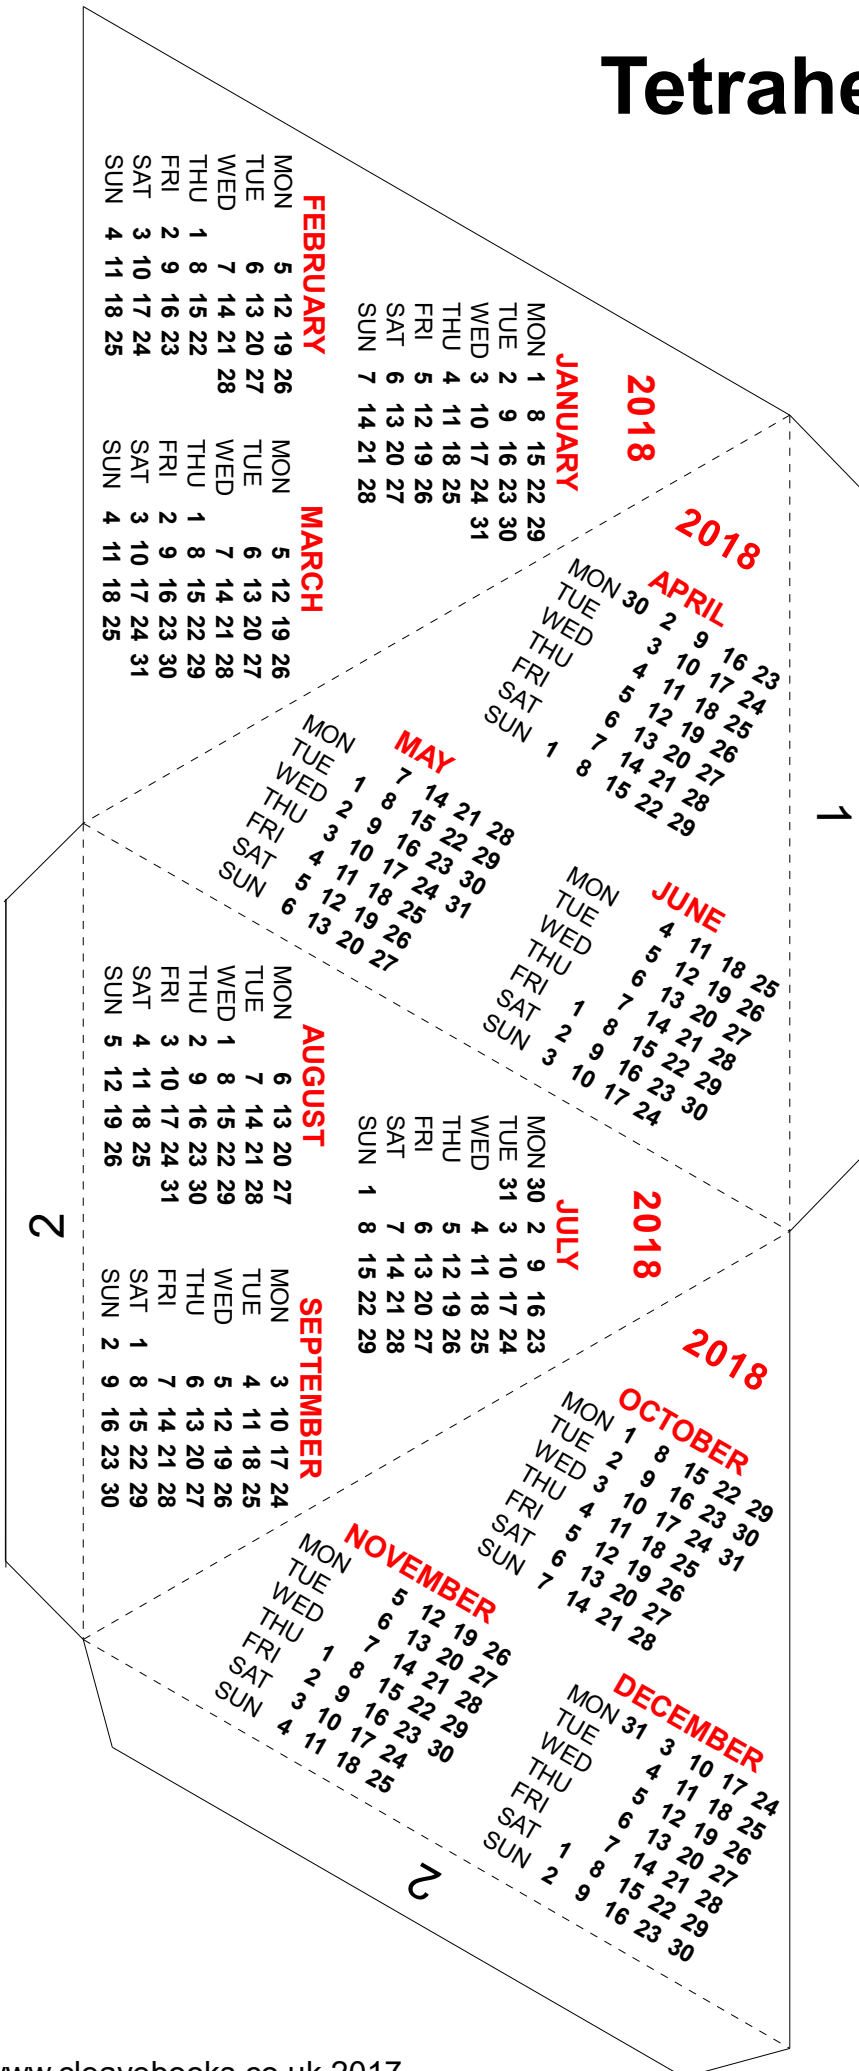 Tetrahe
2018
JANUARY
MON 1 8 15 22 29
TUE 2 9 16 23 30
WED 3 10 17 24 31
THU 4 11 18 25
FRI 5 12 19 26
SAT 6 13 20 27
SUN 7 14 21 28
FEBRUARY
MON 5 12 19 26
TUE 6 13 20 27
WED 7 14 21 28
THU 1 8 15 22
FRI 2 9 16 23
SAT 3 10 17 24
SUN 4 11 18 25
MARCH
MON 5 12 19 26
TUE 6 13 20 27
WED 7 14 21 28
THU 1 8 15 22 29
FRI 2 9 16 23 30
SAT 3 10 17 24 31
SUN 4 11 18 25
2018
APRIL
MON 30 2 9 16 23
TUE 3 10 17 24
WED 4 11 18 25
THU 5 12 19 26
FRI 6 13 20 27
SAT 7 14 21 28
SUN 1 8 15 22 29
MAY
MON 7 14 21 28
TUE 1 8 15 22 29
WED 2 9 16 23 30
THU 3 10 17 24 31
FRI 4 11 18 25
SAT 5 12 19 26
SUN 6 13 20 27
JUNE
MON 4 11 18 25
TUE 5 12 19 26
WED 6 13 20 27
THU 7 14 21 28
FRI 1 8 15 22 29
SAT 2 9 16 23 30
SUN 3 10 17 24
1
2018
JULY
MON 30 2 9 16 23
TUE 31 3 10 17 24
WED 4 11 18 25
THU 5 12 19 26
FRI 6 13 20 27
SAT 7 14 21 28
SUN 1 8 15 22 29
AUGUST
MON 6 13 20 27
TUE 7 14 21 28
WED 1 8 15 22 29
THU 2 9 16 23 30
FRI 3 10 17 24 31
SAT 4 11 18 25
SUN 5 12 19 26
SEPTEMBER
MON 3 10 17 24
TUE 4 11 18 25
WED 5 12 19 26
THU 6 13 20 27
FRI 7 14 21 28
SAT 1 8 15 22 29
SUN 2 9 16 23 30
2
2018
OCTOBER
MON 1 8 15 22 29
TUE 2 9 16 23 30
WED 3 10 17 24 31
THU 4 11 18 25
FRI 5 12 19 26
SAT 6 13 20 27
SUN 7 14 21 28
NOVEMBER
MON 5 12 19 26
TUE 6 13 20 27
WED 7 14 21 28
THU 1 8 15 22 29
FRI 2 9 16 23 30
SAT 3 10 17 24
SUN 4 11 18 25
DECEMBER
MON 31 3 10 17 24
TUE 4 11 18 25
WED 5 12 19 26
THU 6 13 20 27
FRI 7 14 21 28
SAT 1 8 15 22 29
SUN 2 9 16 23 30
2
www.cleavebooks.co.uk 2017